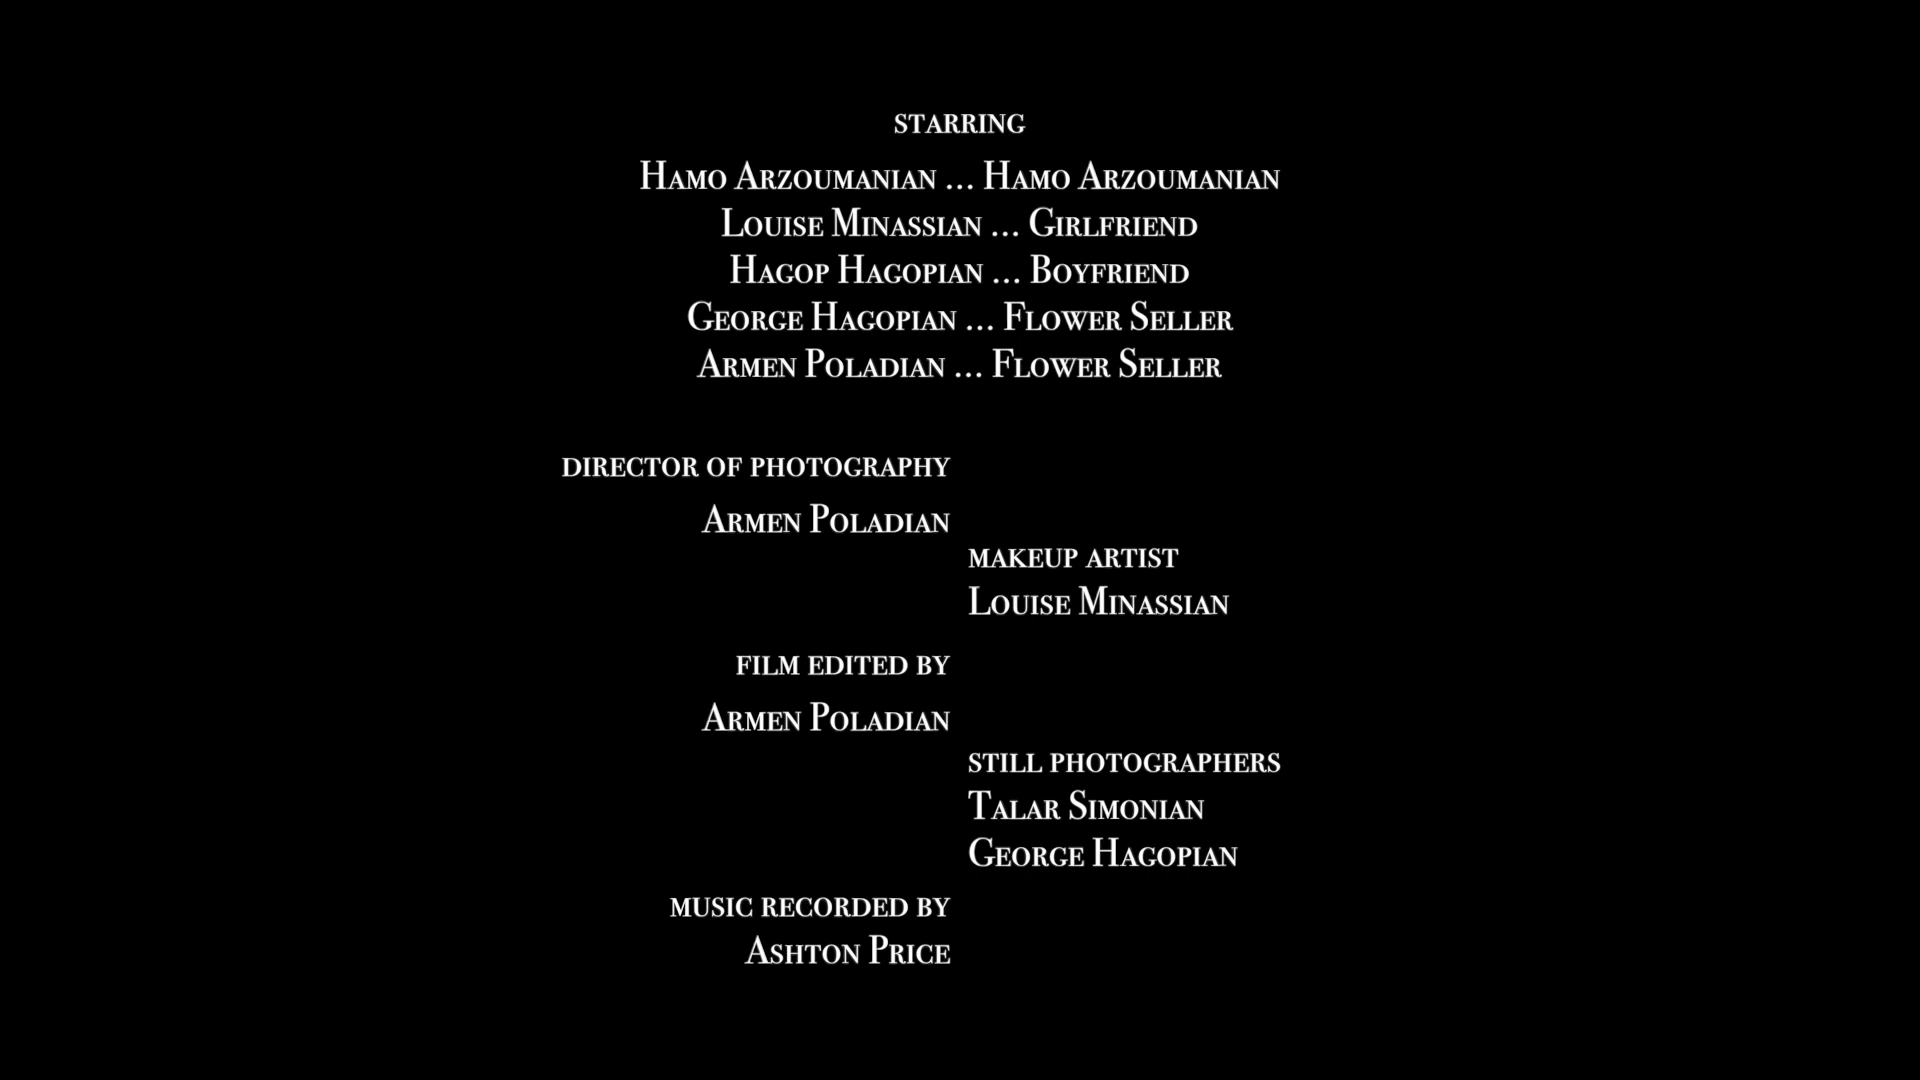 STARRING
HAMO ARZOUMANIAN ... HAMO ARZOUMANIAN
LOUISE MINASSIAN ... GIRLFRIEND
HAGOP HAGOPIAN ... BOYFRIEND
GEORGE HAGOPIAN ... FLOWER SELLER
ARMEN POLADIAN ... FLOWER SELLER
DIRECTOR OF PHOTOGRAPHY
ARMEN POLADIAN
MAKEUP ARTIST
LOUISE MINASSIAN
FILM EDITED BY
ARMEN POLADIAN
STILL PHOTOGRAPHERS
TALAR SIMONIAN
GEORGE HAGOPIAN
MUSIC RECORDED BY
ASHTON PRICE